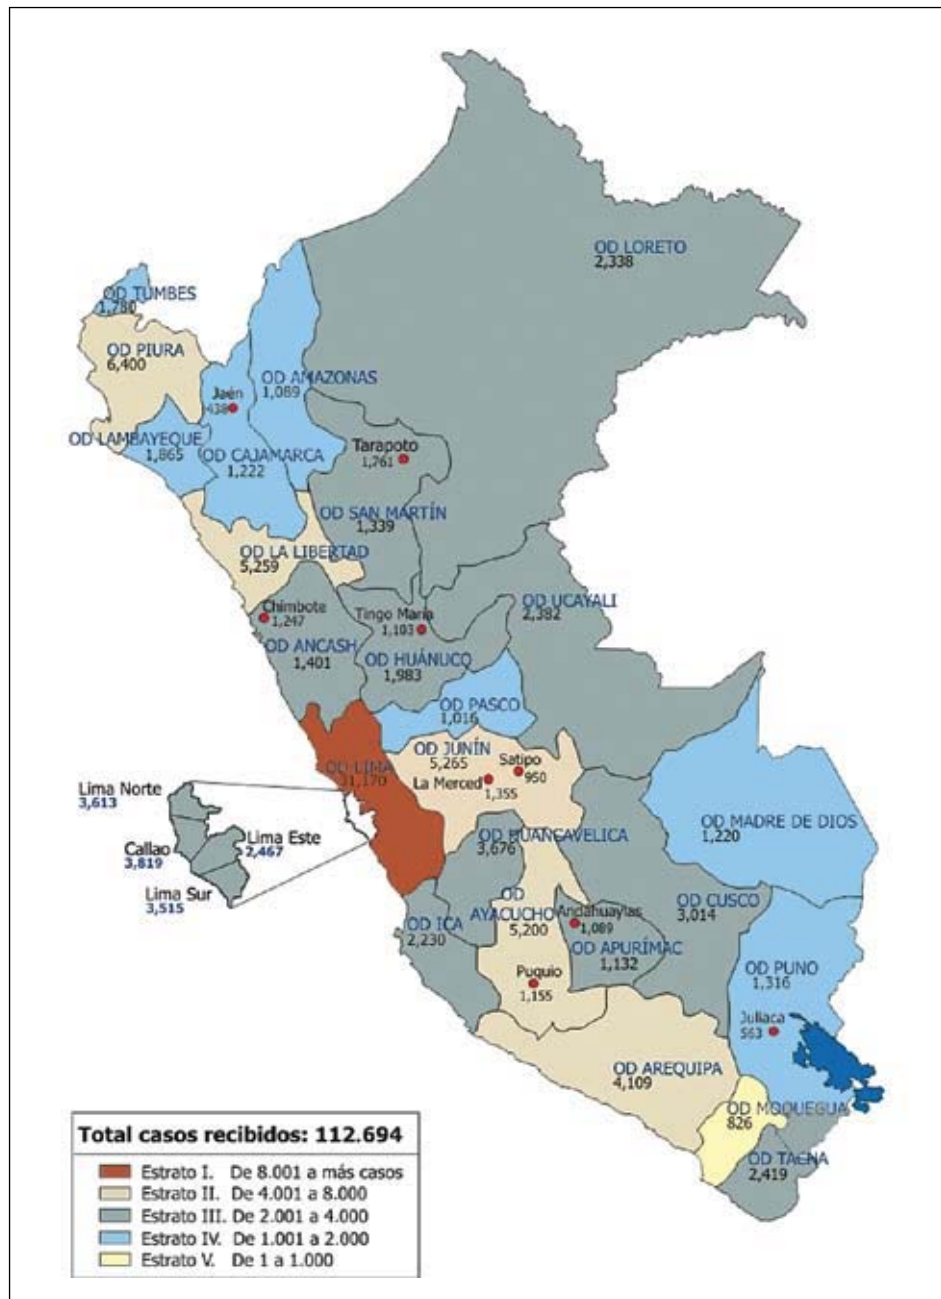 OD LORETO
2,338
OD TUMBES
1,780
OD PIURA
6,400
OD AMAZONAS
1,089
Jaén
438
OD LAMBAYEQUE
1,865
OD CAJAMARCA
1,222
Tarapoto
1,761
OD SAN MARTÍN
1,339
OD LA LIBERTAD
5,259
OD UCAYALI
2,382
Chimbote
1,247
Tingo María
1,103
OD ANCASH
1,401
OD HUÁNUCO
1,983
OD PASCO
1,016
OD JUNÍN
5,265
Satipo
950
La Merced
1,355
OD LIMA
31,170
Lima Norte
3,613
Lima Este
2,467
Callao
3,819
Lima Sur
3,515
OD MADRE DE DIOS
1,220
OD HUANCAVELICA
3,676
OD CUSCO
3,014
OD
AYACUCHO
5,200
Andahuaylas
1,089
OD ICA
2,230
OD APURÍMAC
1,132
OD PUNO
1,316
Puquio
1,155
Juliaca
563
OD AREQUIPA
4,109
OD MOQUEGUA
826
OD TACNA
2,419
Total casos recibidos: 112.694
Estrato I. De 8.001 a más casos
Estrato II. De 4.001 a 8.000
Estrato III. De 2.001 a 4.000
Estrato IV. De 1.001 a 2.000
Estrato V. De 1 a 1.000